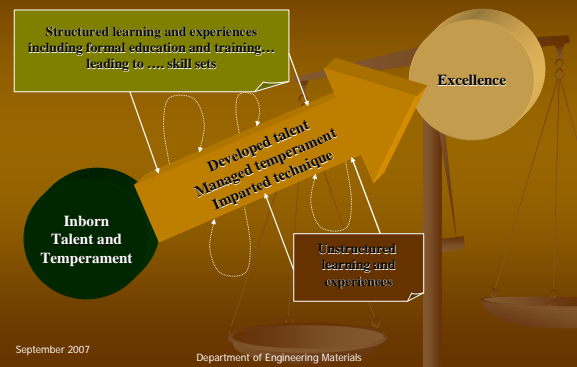 Structured learning and experiences
including formal education and training…
leading to …. skill sets
Excellence
Developed talent
Managed temperament
Imparted technique
Inborn
Talent and
Temperament
Unstructured
learning and
experiences
September 2007
Department of Engineering Materials